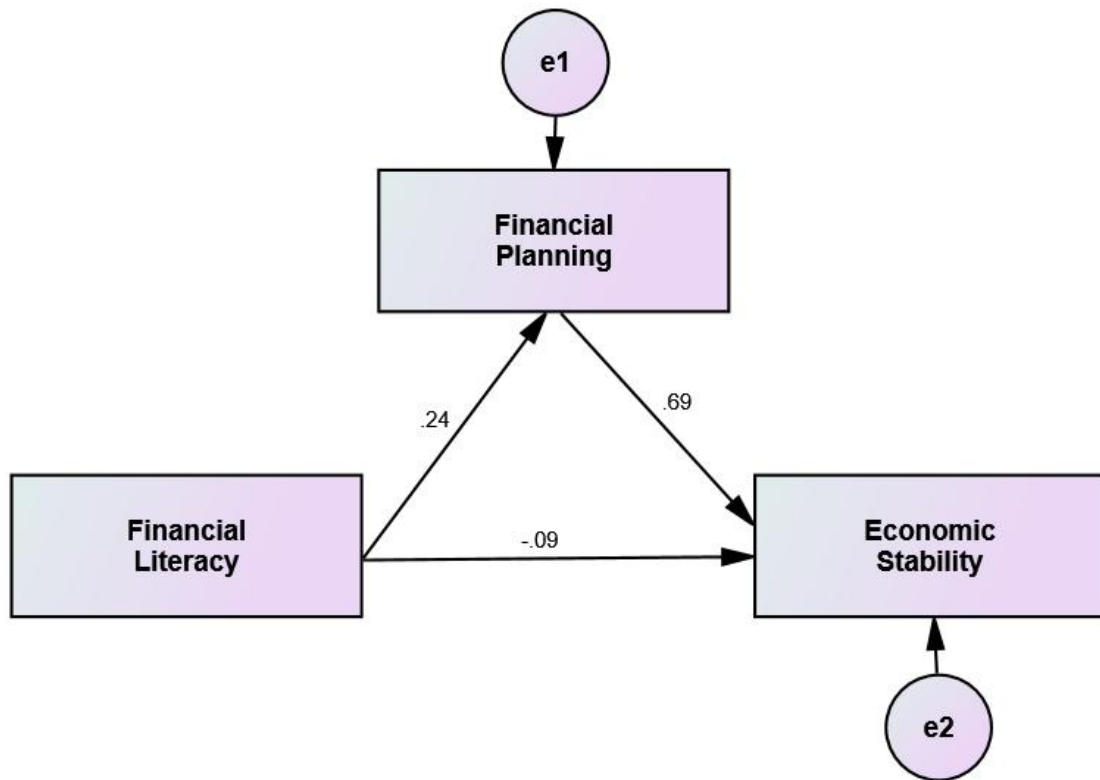 e1
Financial
Planning
.24
.69
Financial
Literacy
-.09
Economic
Stability
e2